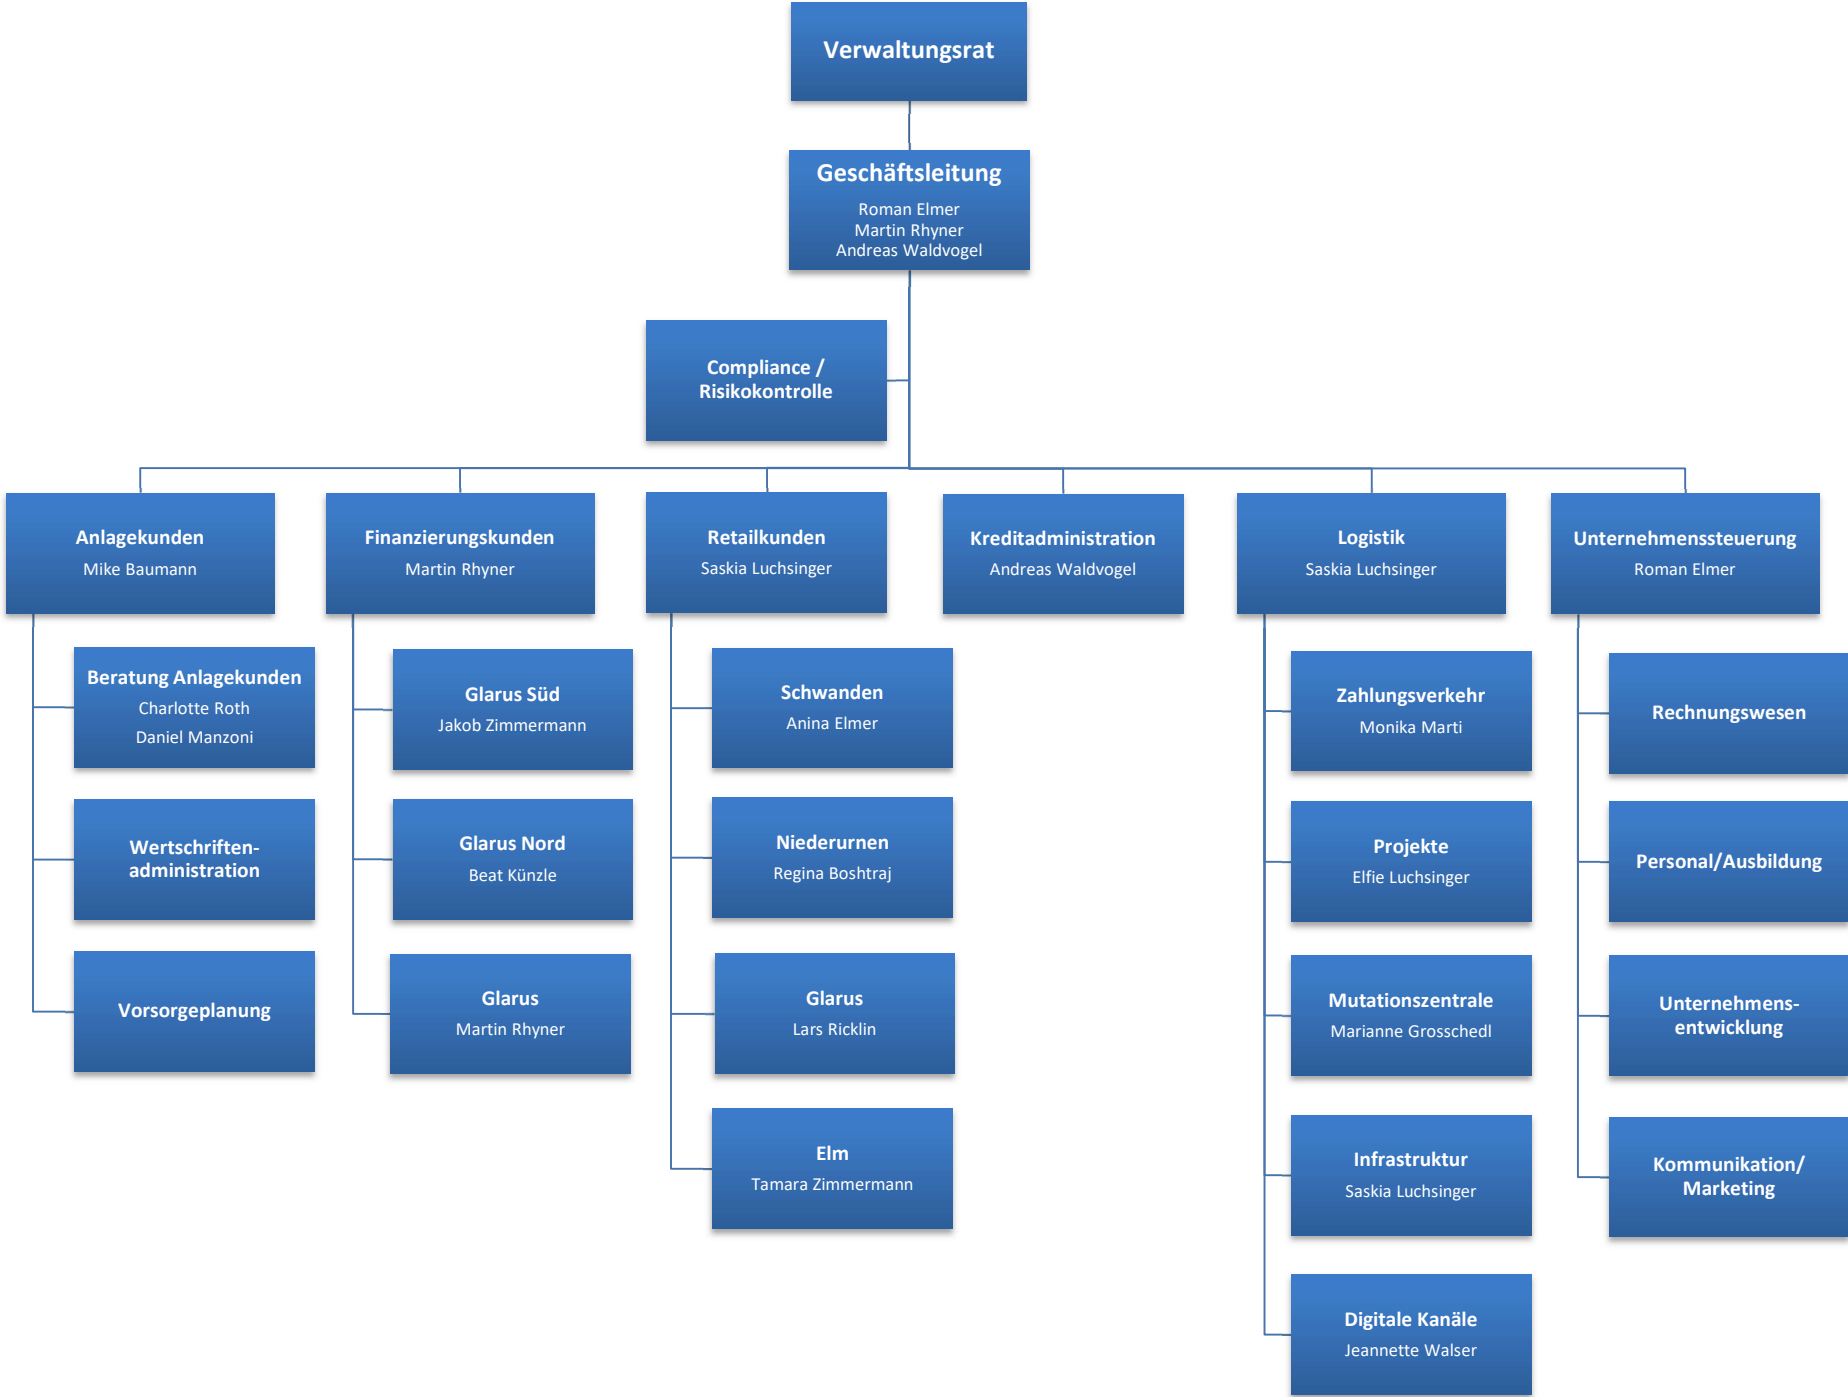 Verwaltungsrat
Geschäftsleitung
Roman Elmer
Martin Rhyner
Andreas Waldvogel
Compliance /
Risikokontrolle
Anlagekunden
Mike Baumann
Finanzierungskunden
Martin Rhyner
Retailkunden
Saskia Luchsinger
Kreditadministration
Andreas Waldvogel
Logistik
Saskia Luchsinger
Unternehmenssteuerung
Roman Elmer
Beratung Anlagekunden
Charlotte Roth
Daniel Manzoni
Wertschriften-
administration
Vorsorgeplanung
Glarus Süd
Jakob Zimmermann
Glarus Nord
Beat Künzle
Glarus
Martin Rhyner
Schwanden
Anina Elmer
Niederurnen
Regina Boshtraj
Glarus
Lars Ricklin
Elm
Tamara Zimmermann
Zahlungsverkehr
Monika Marti
Projekte
Elfie Luchsinger
Mutationszentrale
Marianne Grosschedl
Infrastruktur
Saskia Luchsinger
Digitale Kanäle
Jeannette Walser
Rechnungswesen
Personal/Ausbildung
Unternehmens-
entwicklung
Kommunikation/
Marketing